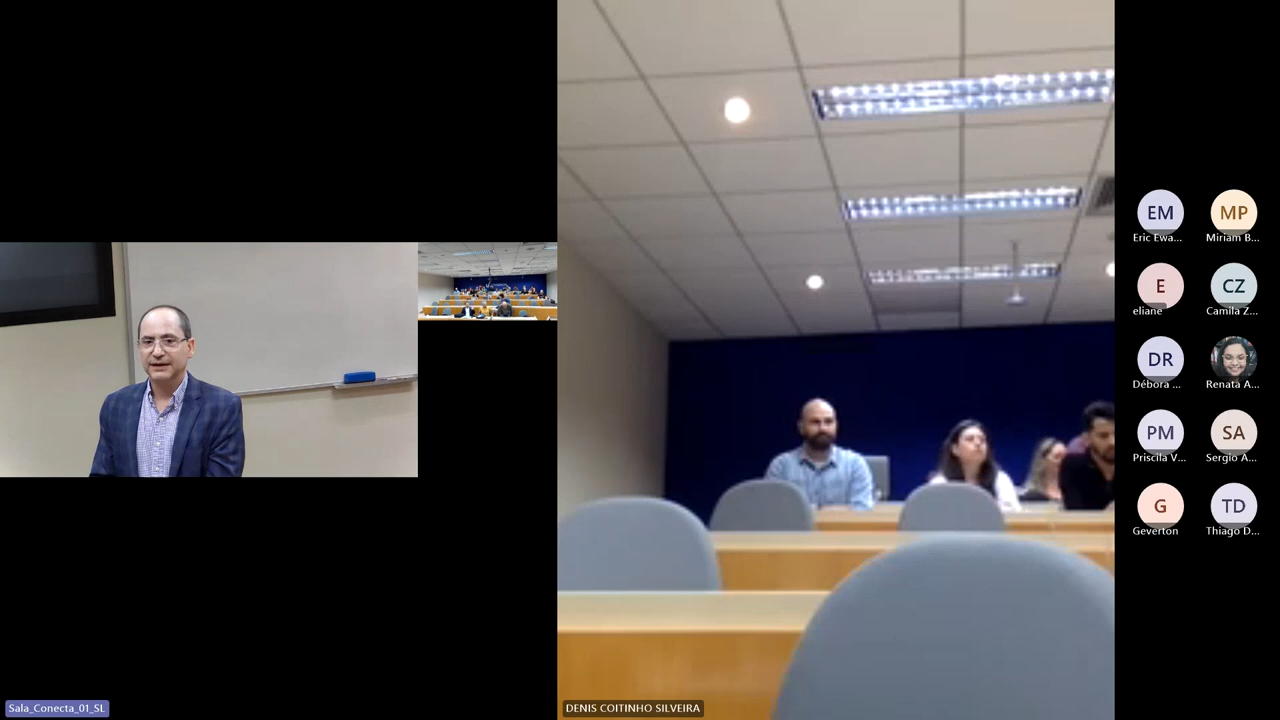 EM
MP
Eric Ewa...
Miriam B...
E
CZ
eliane
Camila Z...
DR
Débora ...
Renata A...
PM
SA
Priscila V...
Sergio A...
G
TD
Geverton
Thiago D...
Sala_Conecta_01_SL
DENIS COITINHO SILVEIRA